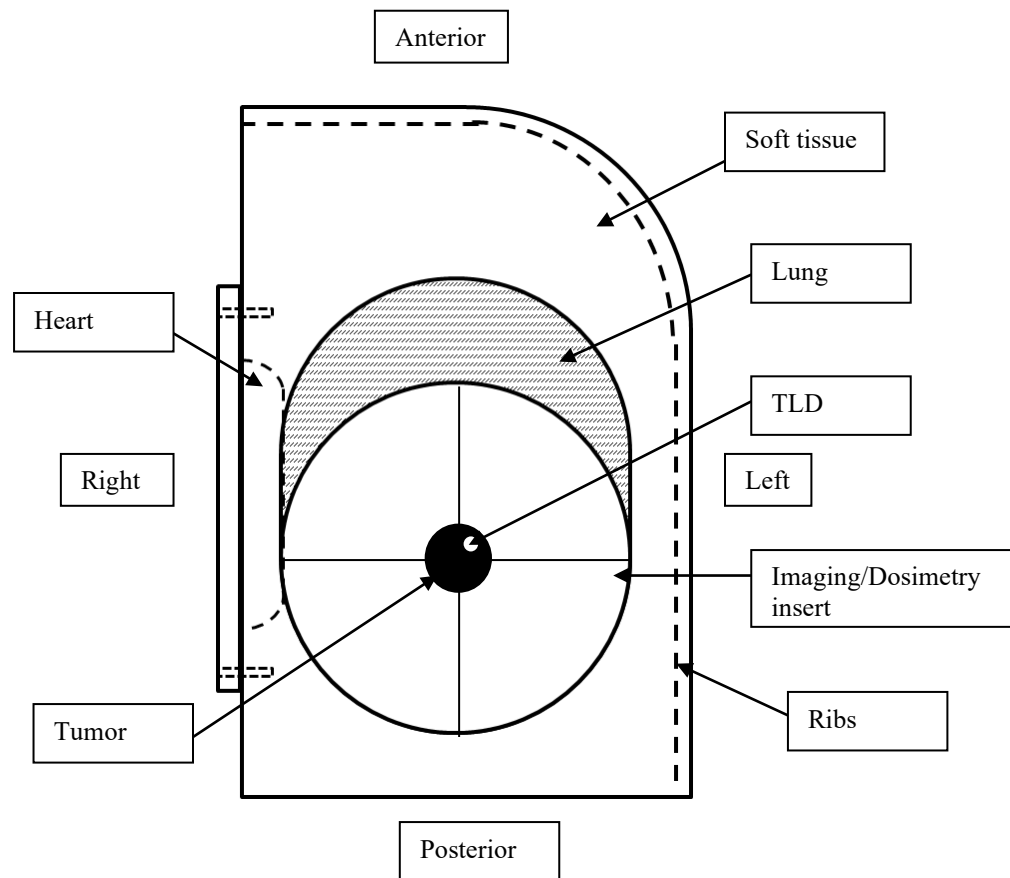 Anterior
Soft tissue
Lung
Heart
TLD
Right
Left
Imaging/Dosimetry
insert
Tumor
Ribs
Posterior